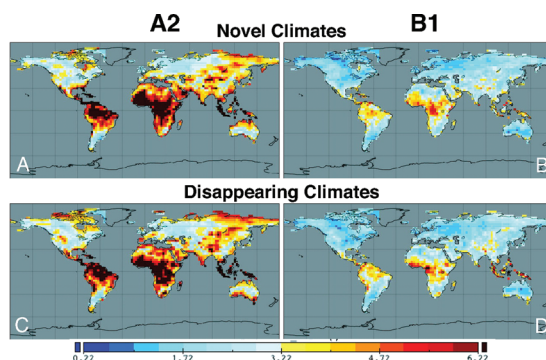 A2 B1
Novel Climates
A B
Disappearing Climates
C D
0.22 1.72 3.22 4.72 6.22